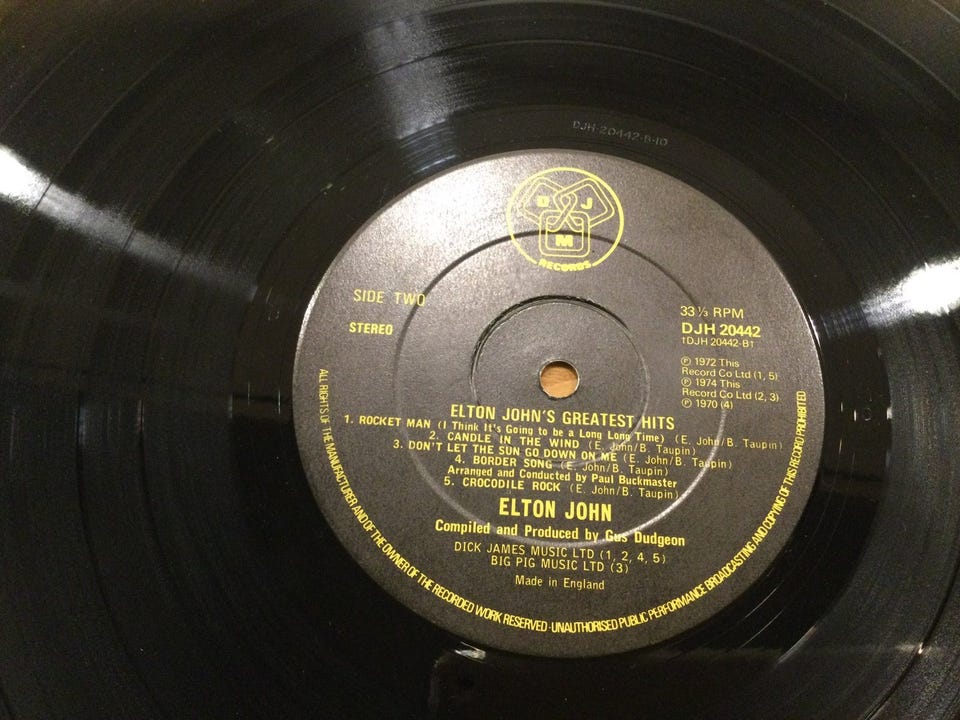 DJH·20442·B·10
D J
M
RECORDS
SIDE TWO
STEREO
33 ⅓ RPM
DJH 20442
†DJH 20442-B†
℗ 1972 This
Record Co Ltd (1, 5)
℗ 1974 This
Record Co Ltd (2, 3)
℗ 1970 (4)
ELTON JOHN'S GREATEST HITS
1. ROCKET MAN (I Think It's Going to be a Long Long Time) (E. John/B. Taupin)
2. CANDLE IN THE WIND (E. John/B. Taupin)
3. DON'T LET THE SUN GO DOWN ON ME (E. John/B. Taupin)
4. BORDER SONG (E. John/B. Taupin)
Arranged and Conducted by Paul Buckmaster
5. CROCODILE ROCK (E. John/B. Taupin)
ELTON JOHN
Compiled and Produced by Gus Dudgeon
DICK JAMES MUSIC LTD (1, 2, 4, 5)
BIG PIG MUSIC LTD (3)
Made in England
ALL RIGHTS OF THE MANUFACTURER AND OF THE OWNER OF THE RECORDED WORK RESERVED·UNAUTHORISED PUBLIC PERFORMANCE BROADCASTING AND COPYING OF THIS RECORD PROHIBITED